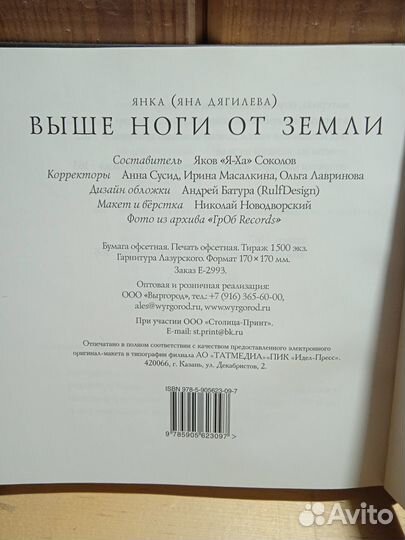 ЯНКА (ЯНА ДЯГИЛЕВА)
ВЫШЕ НОГИ ОТ ЗЕМЛИ
Составитель Яков «Я-Ха» Соколов
Корректоры Анна Сусид, Ирина Масалкина, Ольга Лавринова
Дизайн обложки Андрей Батура (RulfDesign)
Макет и вёрстка Николай Новодворский
Фото из архива «ГрОб Records»
Бумага офсетная. Печать офсетная. Тираж 1500 экз.
Гарнитура Лазурского. Формат 170×170 мм.
Заказ Е-2993.
Оптовая и розничная реализация:
ООО «Выргород», тел.: +7 (916) 365-60-00,
ales@wyrgorod.ru, www.wyrgorod.ru
При участии ООО «Столица-Принт».
E-mail: st.print@bk.ru
Отпечатано в полном соответствии с качеством предоставленного электронного
оригинал-макета в типографии филиала АО «ТАТМЕДИА» «ПИК «Идел-Пресс».
420066, г. Казань, ул. Декабристов, 2.
ISBN 978-5-905623-09-7
9 785905 623097 >
Avito